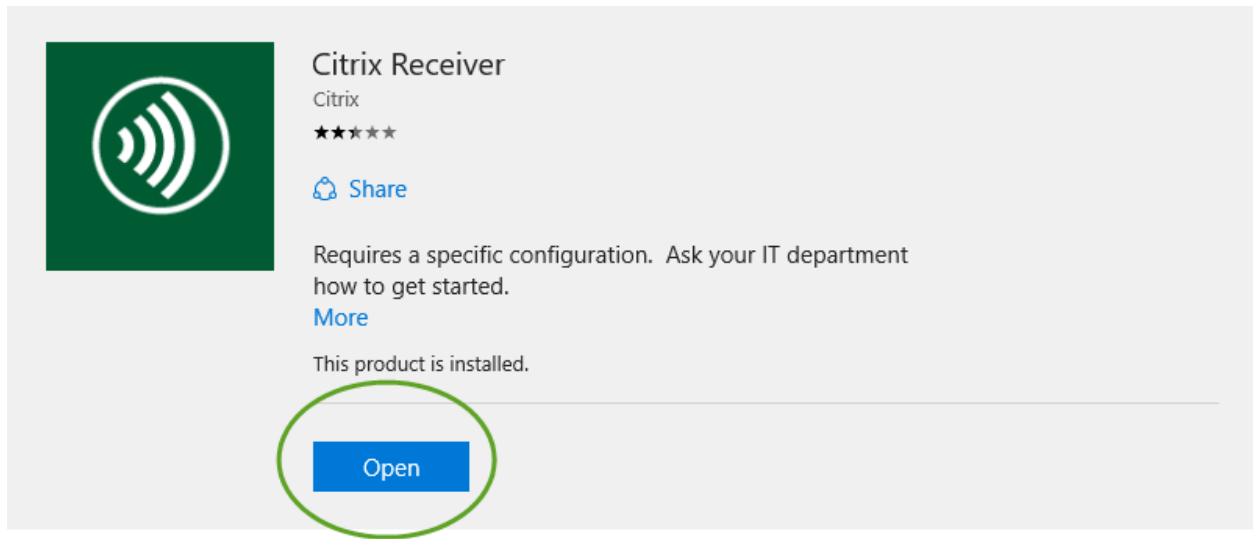 Citrix Receiver
Citrix
Share
Requires a specific configuration.  Ask your IT department
how to get started.
More
This product is installed.
Open